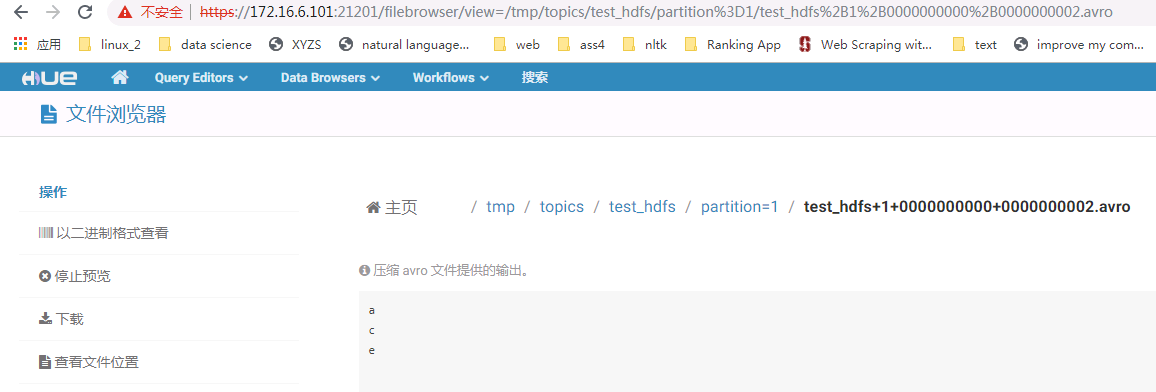 不安全 | https://172.16.6.101:21201/filebrowser/view=/tmp/topics/test_hdfs/partition%3D1/test_hdfs%2B1%2B0000000000%2B0000000002.avro
应用 linux_2 data science XYZS natural language... web ass4 nltk Ranking App Web Scraping wit... text improve my com...
HUE Query Editors Data Browsers Workflows 搜索
文件浏览器
操作
主页 / tmp / topics / test_hdfs / partition=1 / test_hdfs+1+0000000000+0000000002.avro
以二进制格式查看
停止预览
下载
查看文件位置
压缩 avro 文件提供的输出。
a
c
e